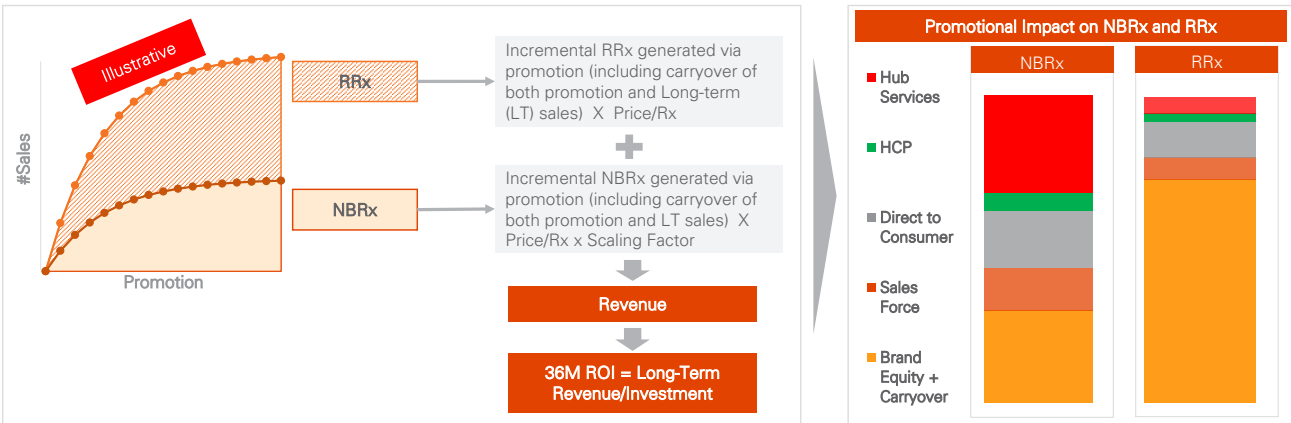 Illustrative
#Sales
Promotion
RRx
NBRx
Incremental RRx generated via
promotion (including carryover of
both promotion and Long-term
(LT) sales)  X  Price/Rx
Incremental NBRx generated via
promotion (including carryover of
both promotion and LT sales)  X
Price/Rx x Scaling Factor
Revenue
36M ROI = Long-Term
Revenue/Investment
Promotional Impact on NBRx and RRx
NBRx
RRx
Hub
Services
HCP
Direct to
Consumer
Sales
Force
Brand
Equity +
Carryover